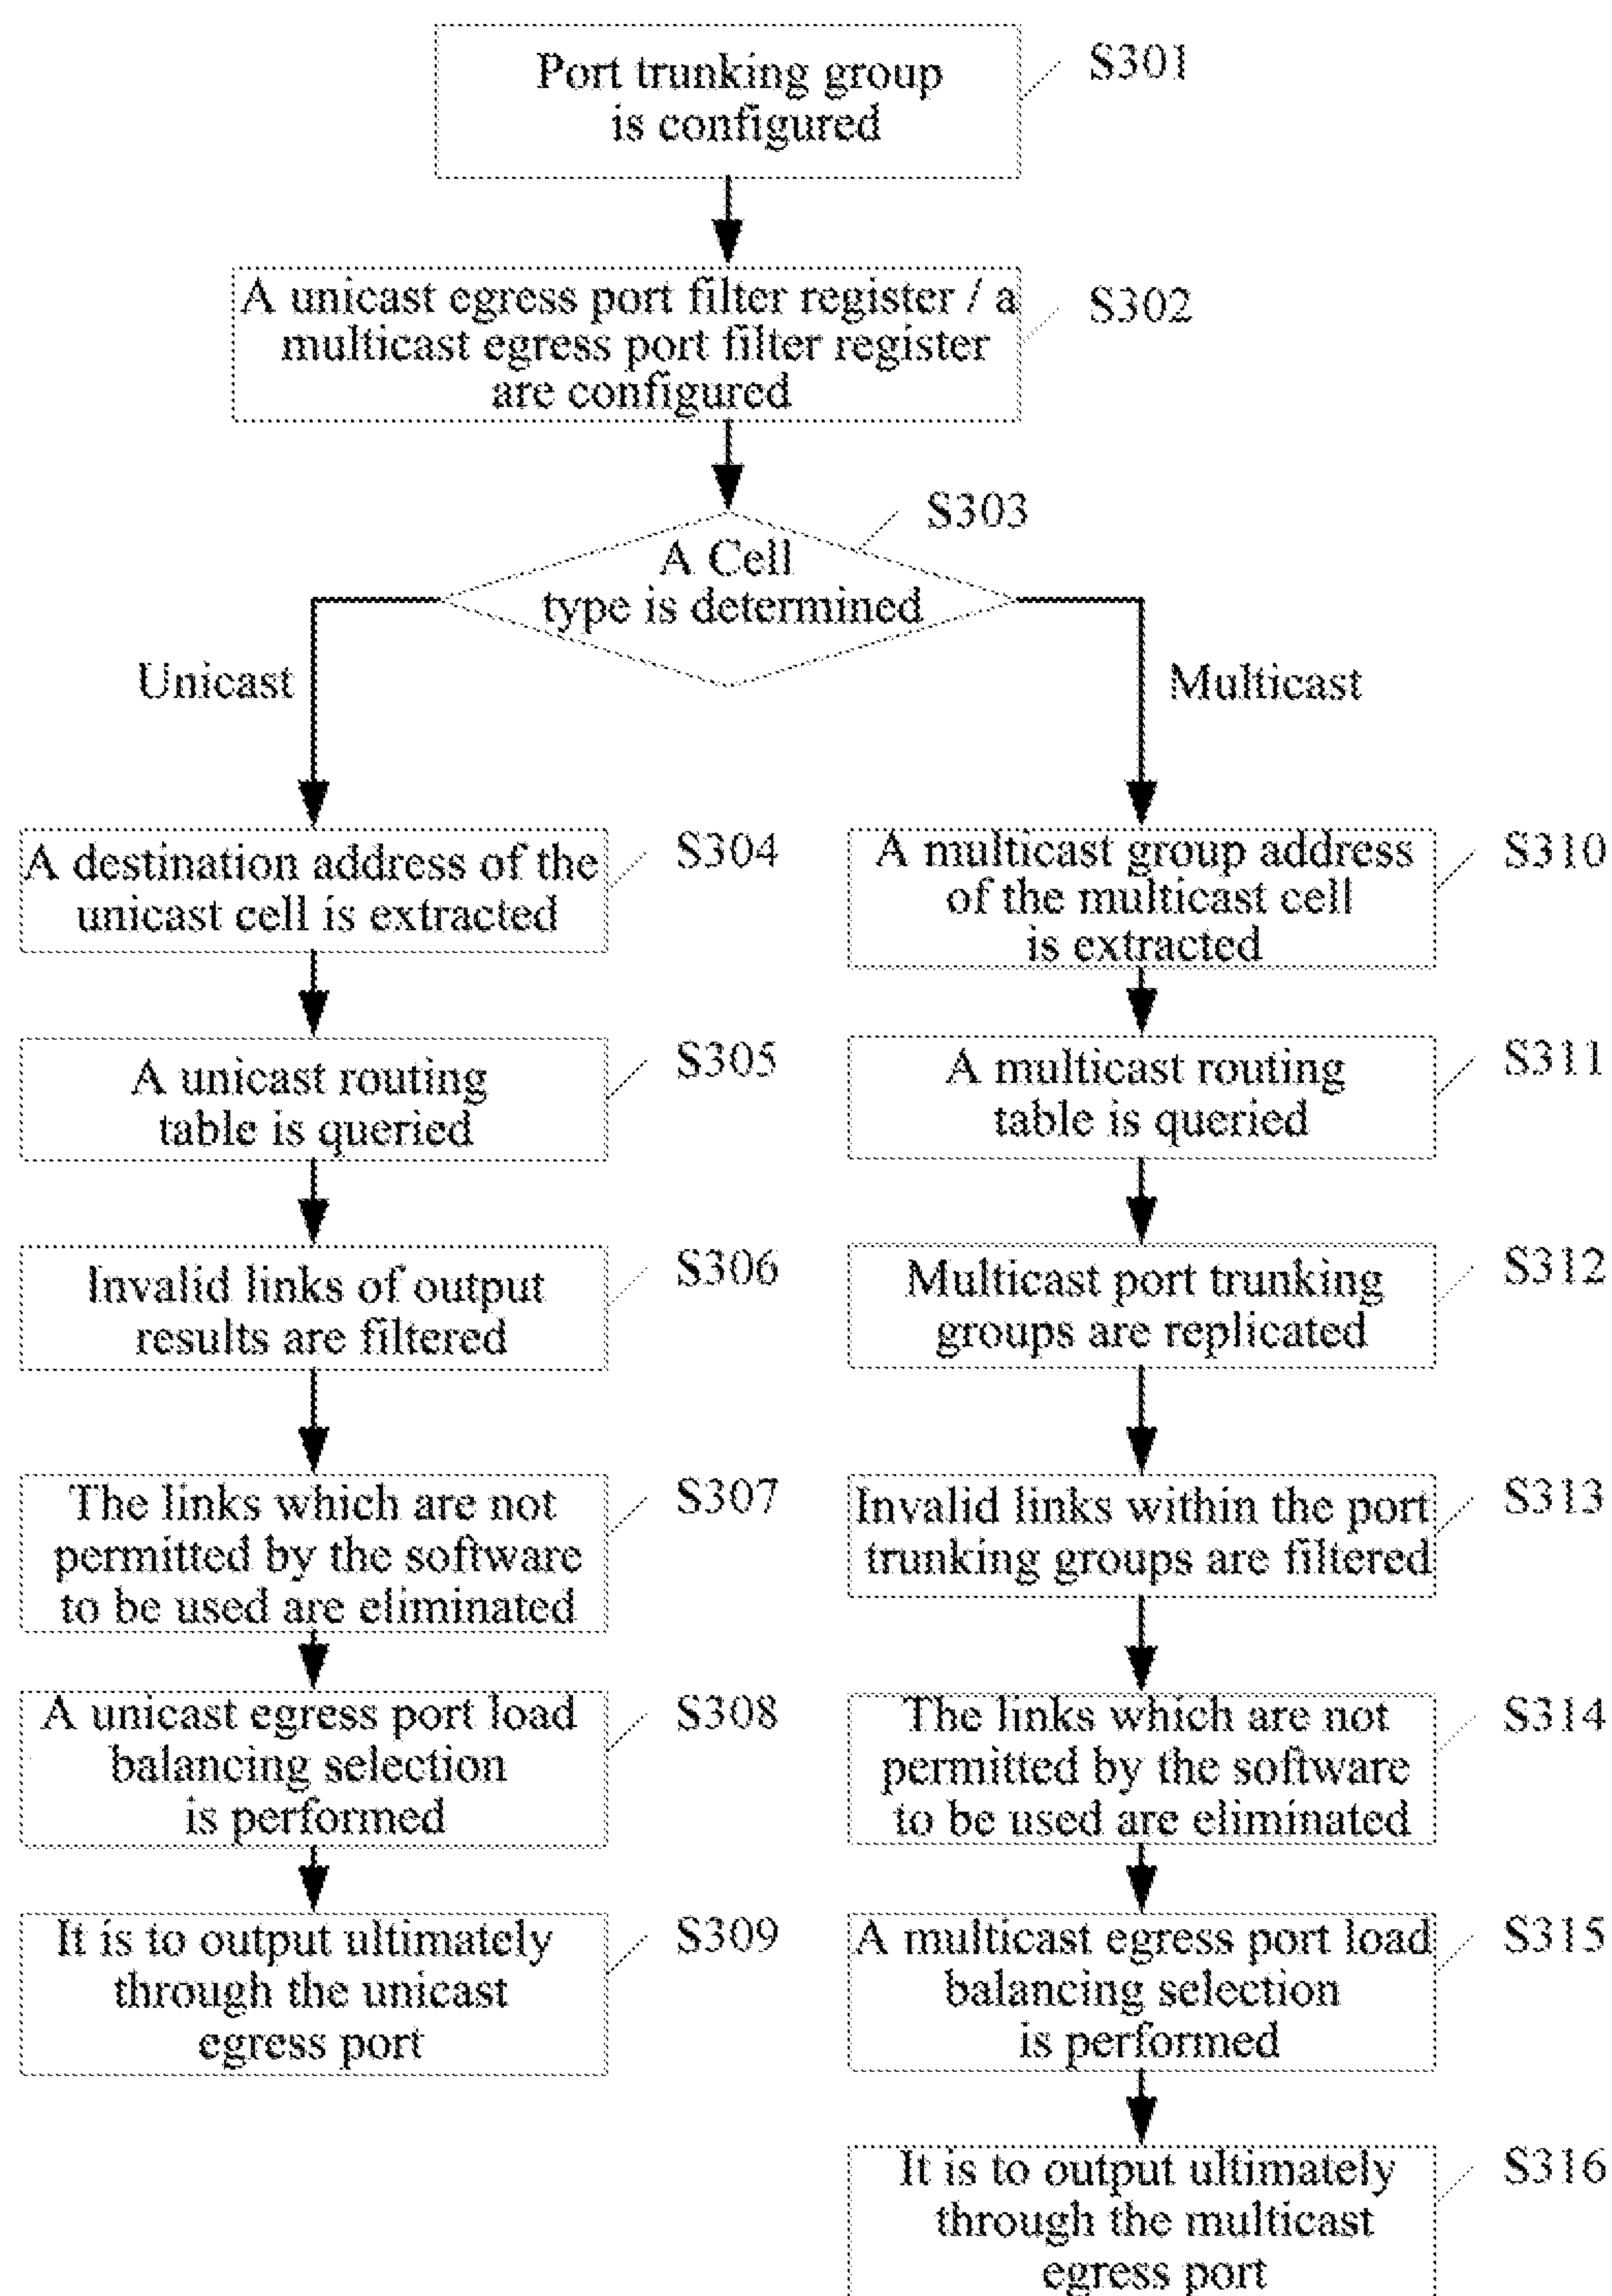 Port trunking group
is configured
S301
A unicast egress port filter register / a
multicast egress port filter register
are configured
S302
S303
A Cell
type is determined
Unicast
Multicast
A destination address of the
unicast cell is extracted
S304
A unicast routing
table is queried
S305
Invalid links of output
results are filtered
S306
The links which are not
permitted by the software
to be used are eliminated
S307
A unicast egress port load
balancing selection
is performed
S308
It is to output ultimately
through the unicast
egress port
S309
A multicast group address
of the multicast cell
is extracted
S310
A multicast routing
table is queried
S311
Multicast port trunking
groups are replicated
S312
Invalid links within the port
trunking groups are filtered
S313
The links which are not
permitted by the software
to be used are eliminated
S314
A multicast egress port load
balancing selection
is performed
S315
It is to output ultimately
through the multicast
egress port
S316